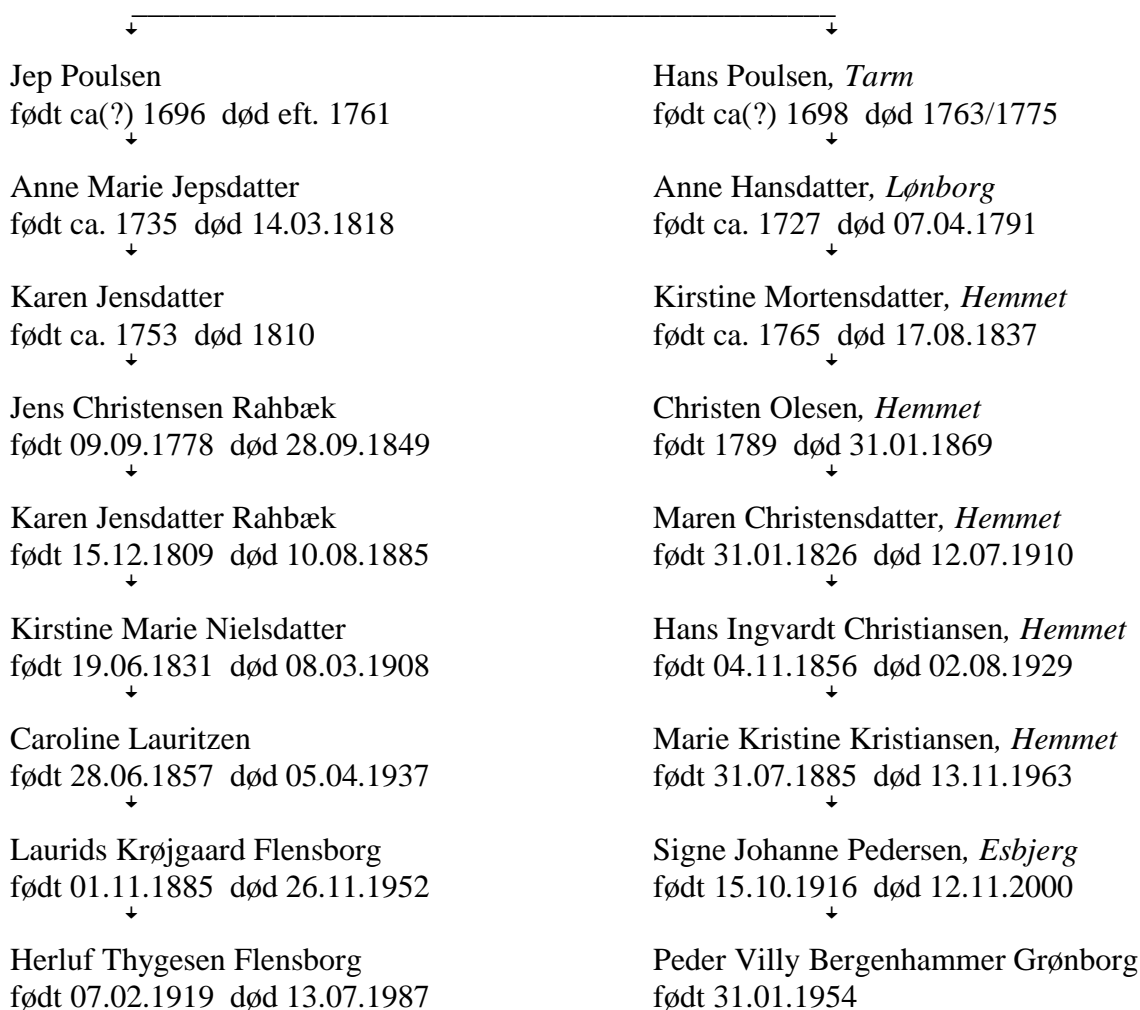 Jep Poulsen
født ca(?) 1696 død eft. 1761
Anne Marie Jepsdatter
født ca. 1735 død 14.03.1818
Karen Jensdatter
født ca. 1753 død 1810
Jens Christensen Rahbæk
født 09.09.1778 død 28.09.1849
Karen Jensdatter Rahbæk
født 15.12.1809 død 10.08.1885
Kirstine Marie Nielsdatter
født 19.06.1831 død 08.03.1908
Caroline Lauritzen
født 28.06.1857 død 05.04.1937
Laurids Krøjgaard Flensborg
født 01.11.1885 død 26.11.1952
Herluf Thygesen Flensborg
født 07.02.1919 død 13.07.1987
Hans Poulsen, Tarm
født ca(?) 1698 død 1763/1775
Anne Hansdatter, Lønborg
født ca. 1727 død 07.04.1791
Kirstine Mortensdatter, Hemmet
født ca. 1765 død 17.08.1837
Christen Olesen, Hemmet
født 1789 død 31.01.1869
Maren Christensdatter, Hemmet
født 31.01.1826 død 12.07.1910
Hans Ingvardt Christiansen, Hemmet
født 04.11.1856 død 02.08.1929
Marie Kristine Kristiansen, Hemmet
født 31.07.1885 død 13.11.1963
Signe Johanne Pedersen, Esbjerg
født 15.10.1916 død 12.11.2000
Peder Villy Bergenhammer Grønborg
født 31.01.1954